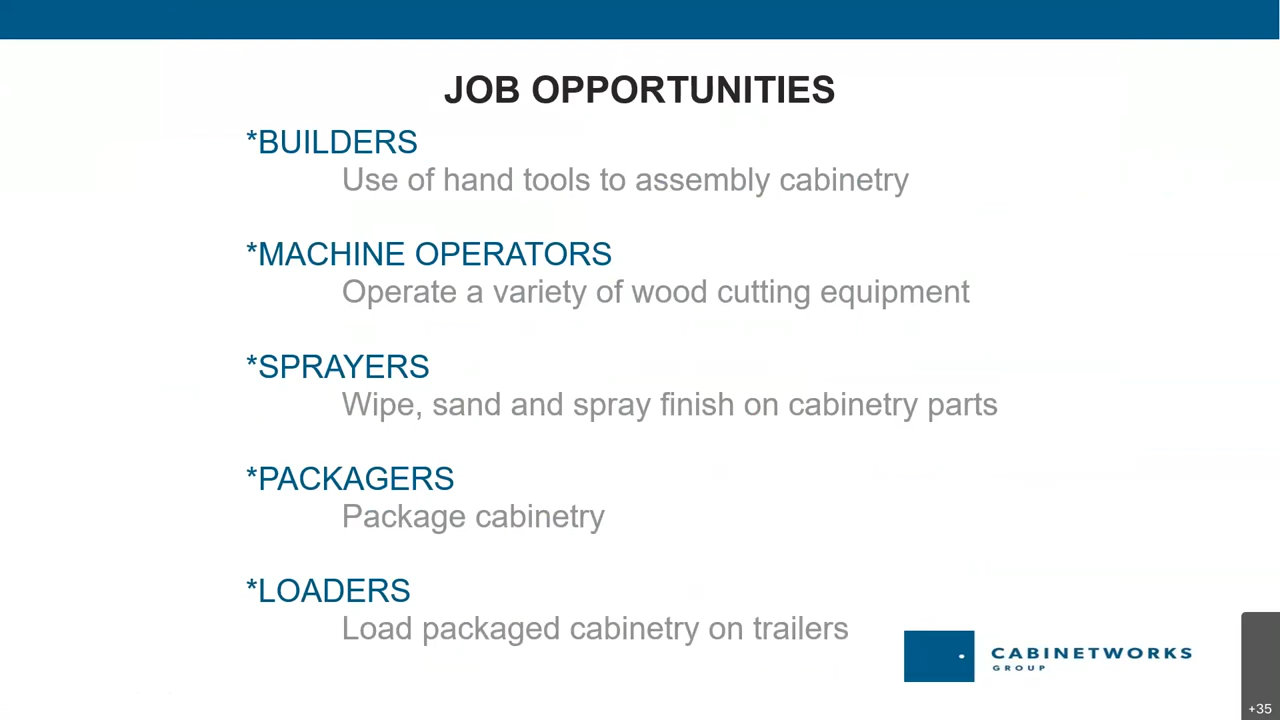 JOB OPPORTUNITIES
*BUILDERS
Use of hand tools to assembly cabinetry
*MACHINE OPERATORS
Operate a variety of wood cutting equipment
*SPRAYERS
Wipe, sand and spray finish on cabinetry parts
*PACKAGERS
Package cabinetry
*LOADERS
Load packaged cabinetry on trailers
CABINETWORKS
GROUP
+35